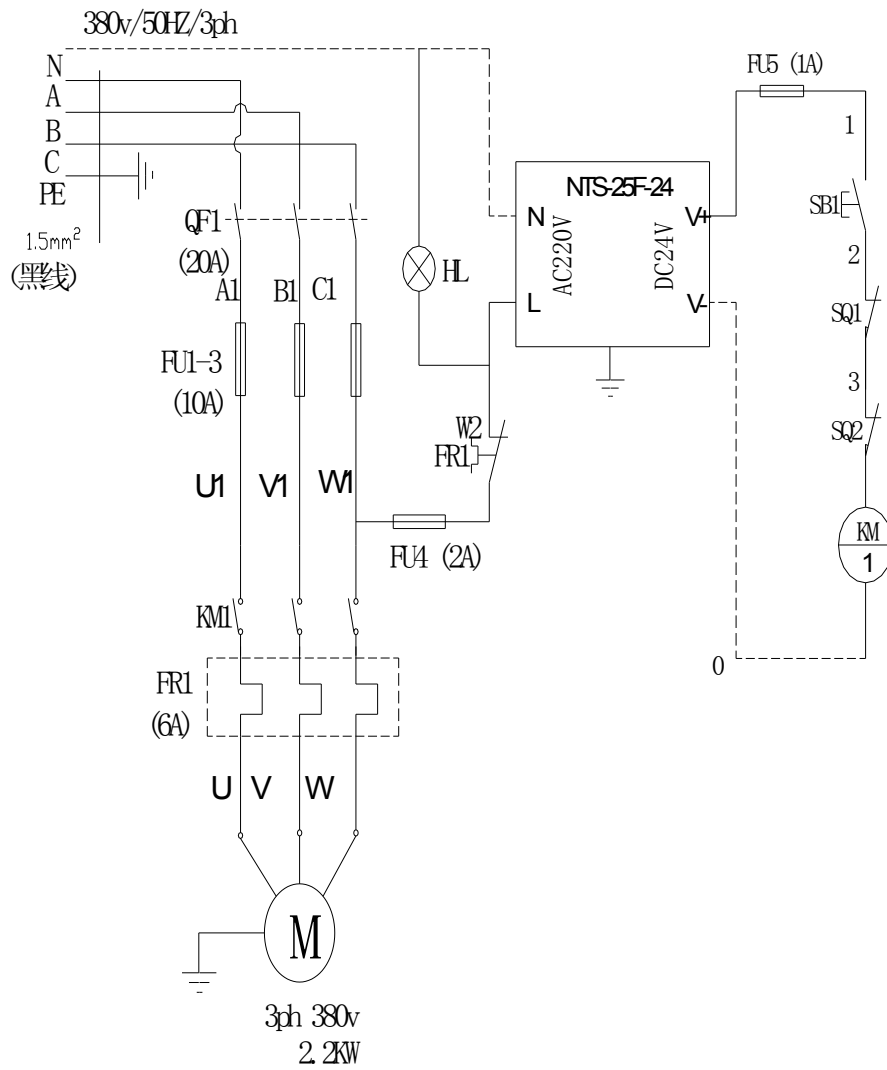 380v/50HZ/3ph
N
A
B
C
PE
1.5mm²
(黑线)
QF1
(20A)
A1
B1
C1
FU1-3
(10A)
U1
V1
W1
FU4 (2A)
KM1
FR1
(6A)
U
V
W
M
3ph 380v
2.2KW
HL
W2
FR1
NTS-25F-24
N
L
AC220V
DC24V
V+
V-
FU5 (1A)
1
SB1
2
SQ1
3
SQ2
KM
1
0